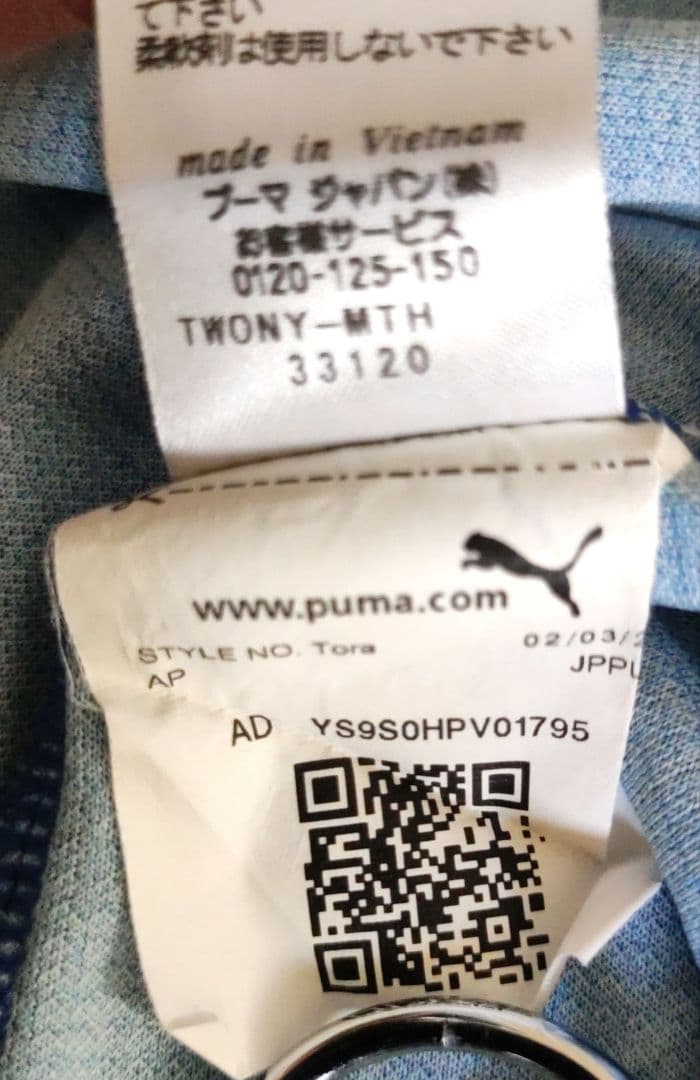 て下さい
柔軟剤は使用しないで下さい
made in Vietnam
プーマ ジャパン(株)
お客様サービス
0120-125-150
TWONY-MTH
33120
www.puma.com
STYLE NO. Tora 02/03/
AP JPPU
AD YS9S0HPV01795